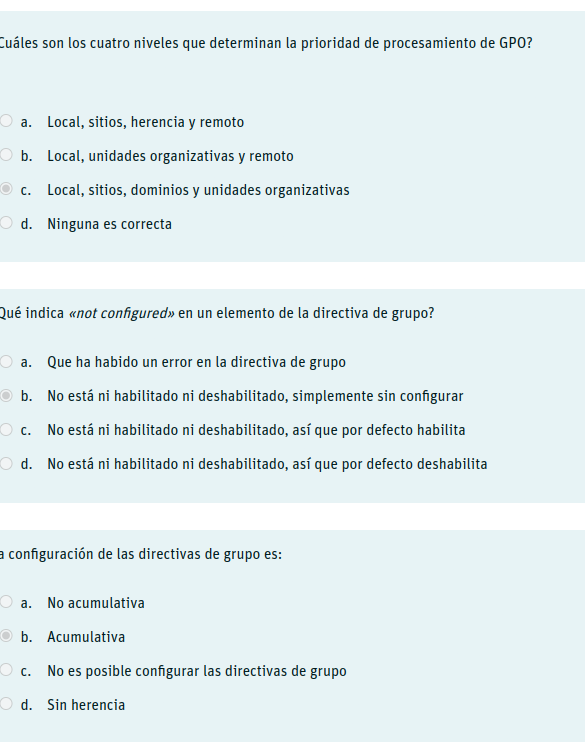 Cuáles son los cuatro niveles que determinan la prioridad de procesamiento de GPO?
a. Local, sitios, herencia y remoto
b. Local, unidades organizativas y remoto
c. Local, sitios, dominios y unidades organizativas
d. Ninguna es correcta
Qué indica «not configured» en un elemento de la directiva de grupo?
a. Que ha habido un error en la directiva de grupo
b. No está ni habilitado ni deshabilitado, simplemente sin configurar
c. No está ni habilitado ni deshabilitado, así que por defecto habilita
d. No está ni habilitado ni deshabilitado, así que por defecto deshabilita
a configuración de las directivas de grupo es:
a. No acumulativa
b. Acumulativa
c. No es posible configurar las directivas de grupo
d. Sin herencia